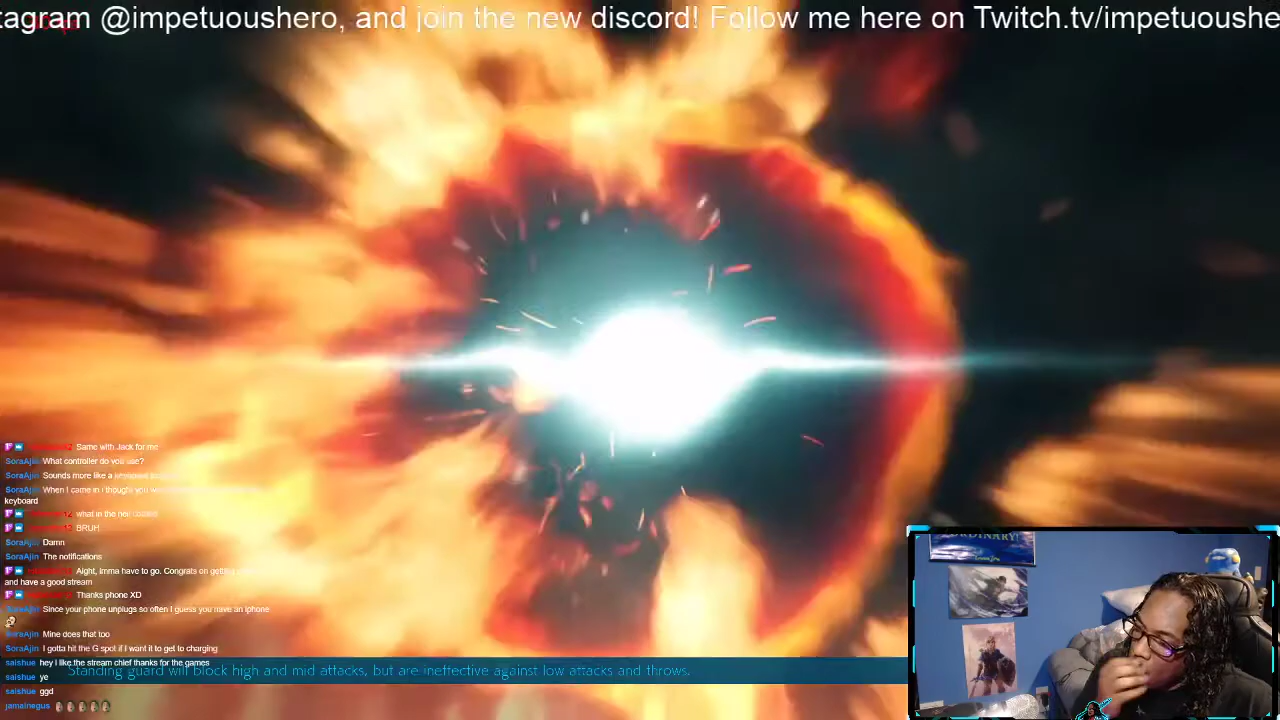 tagram @impetuoushero, and join the new discord! Follow me here on Twitch.tv/impetuoushe
Same with Jack for me
SoraAjin What controller do you use?
SoraAjin Sounds more like a keyboard
SoraAjin When I came in i thought you
keyboard
what in the
BRUH
SoraAjin Damn
SoraAjin The notifications
Aight, Imma have to go. Congrats on
and have a good stream
Thanks phone XD
SoraAjin Since your phone unplugs so often I guess you have an iphone
SoraAjin Mine does that too
SoraAjin I gotta hit the G spot if I want it to get to charging
saishue hey i like the stream chief thanks for the games
Standing guard will block high and mid attacks, but are ineffective against low attacks and throws.
saishue ye
saishue ggd
jamainegus
ORDINARY!